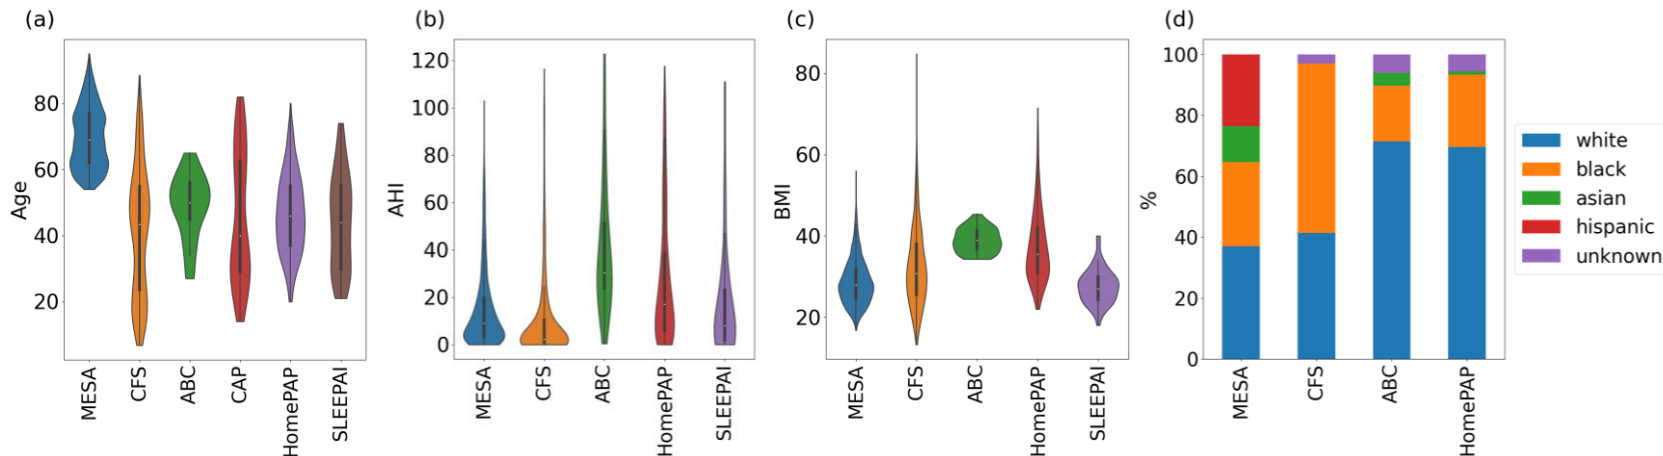 (a)
Age
80
60
40
20
MESA
CFS
ABC
CAP
HomePAP
SLEEPAI
(b)
AHI
120
100
80
60
40
20
0
MESA
CFS
ABC
HomePAP
SLEEPAI
(c)
BMI
80
60
40
20
MESA
CFS
ABC
HomePAP
SLEEPAI
(d)
%
100
80
60
40
20
0
MESA
CFS
ABC
HomePAP
white
black
asian
hispanic
unknown